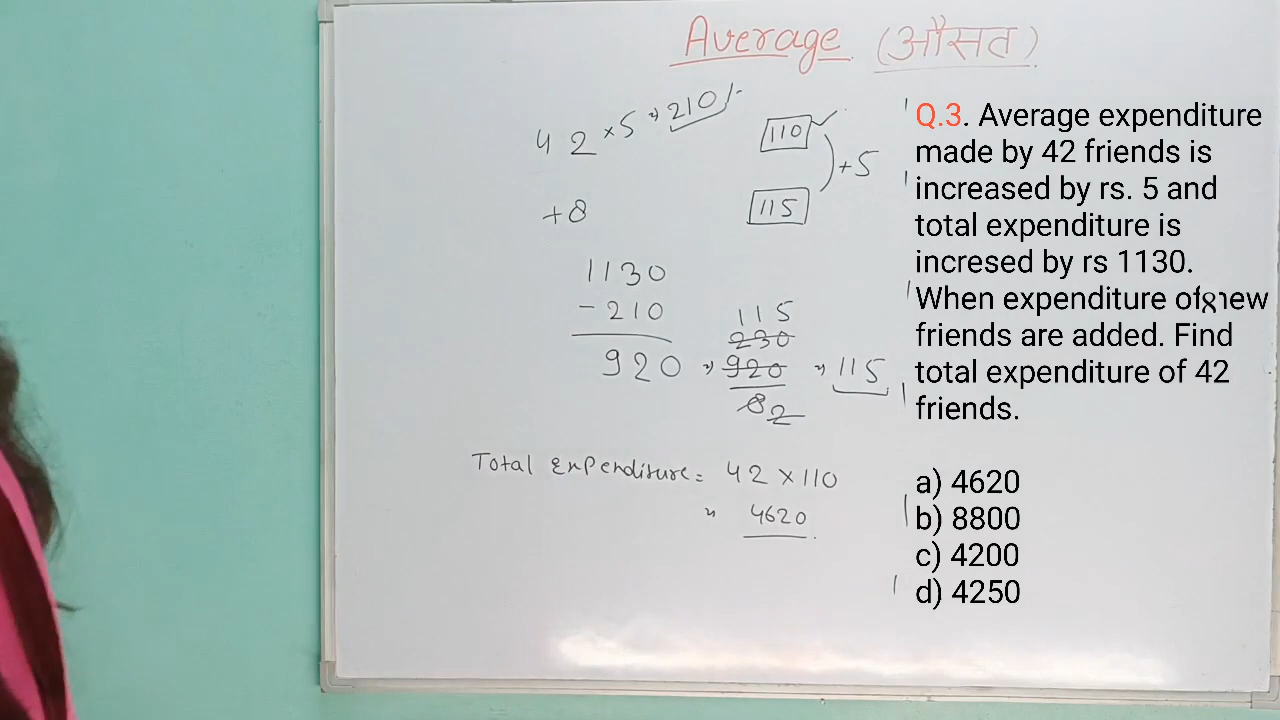 Average (औसत)
42 × 5 = 210/-
110
+5
+8
115
1130
- 210
920
115
230
920
8 2
115
Total Expenditure = 42 × 110
= 4620
Q.3. Average expenditure
made by 42 friends is
increased by rs. 5 and
total expenditure is
incresed by rs 1130.
When expenditure of 8 new
friends are added. Find
total expenditure of 42
friends.
a) 4620
b) 8800
c) 4200
d) 4250